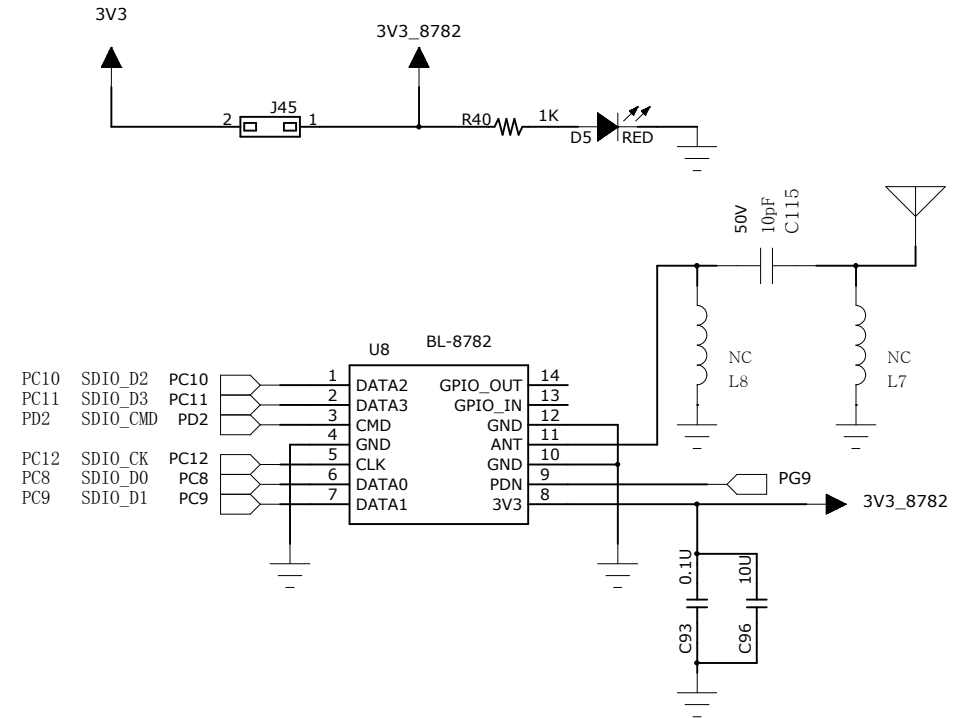 3V3
3V3_8782
2 J45 1
R40 1K
D5 RED
50V
10pF
C115
NC
L8
NC
L7
U8 BL-8782
PC10 SDIO_D2 PC10 1 DATA2 GPIO_OUT 14
PC11 SDIO_D3 PC11 2 DATA3 GPIO_IN 13
PD2 SDIO_CMD PD2 3 CMD GND 12
4 GND ANT 11
PC12 SDIO_CK PC12 5 CLK GND 10
PC8 SDIO_D0 PC8 6 DATA0 PDN 9 PG9
PC9 SDIO_D1 PC9 7 DATA1 3V3 8 3V3_8782
0.1U
10U
C93
C96